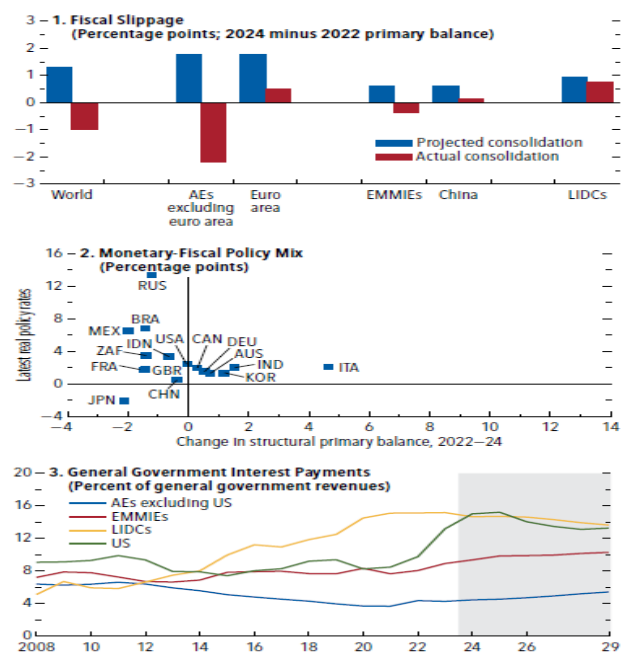 1. Fiscal Slippage
(Percentage points; 2024 minus 2022 primary balance)
3
2
1
0
−1
−2
−3
Projected consolidation
Actual consolidation
World
AEs excluding euro area
Euro area
EMMIEs
China
LIDCs
2. Monetary-Fiscal Policy Mix
(Percentage points)
16
12
8
4
0
−4
Latest real policy rates
RUS
BRA
MEX
IDN
USA
CAN
DEU
ZAF
AUS
FRA
GBR
IND
ITA
KOR
CHN
JPN
−4 −2 0 2 4 6 8 10 12 14
Change in structural primary balance, 2022–24
3. General Government Interest Payments
(Percent of general government revenues)
20
16
12
8
4
0
AEs excluding US
EMMIEs
LIDCs
US
2008 10 12 14 16 18 20 22 24 26 29